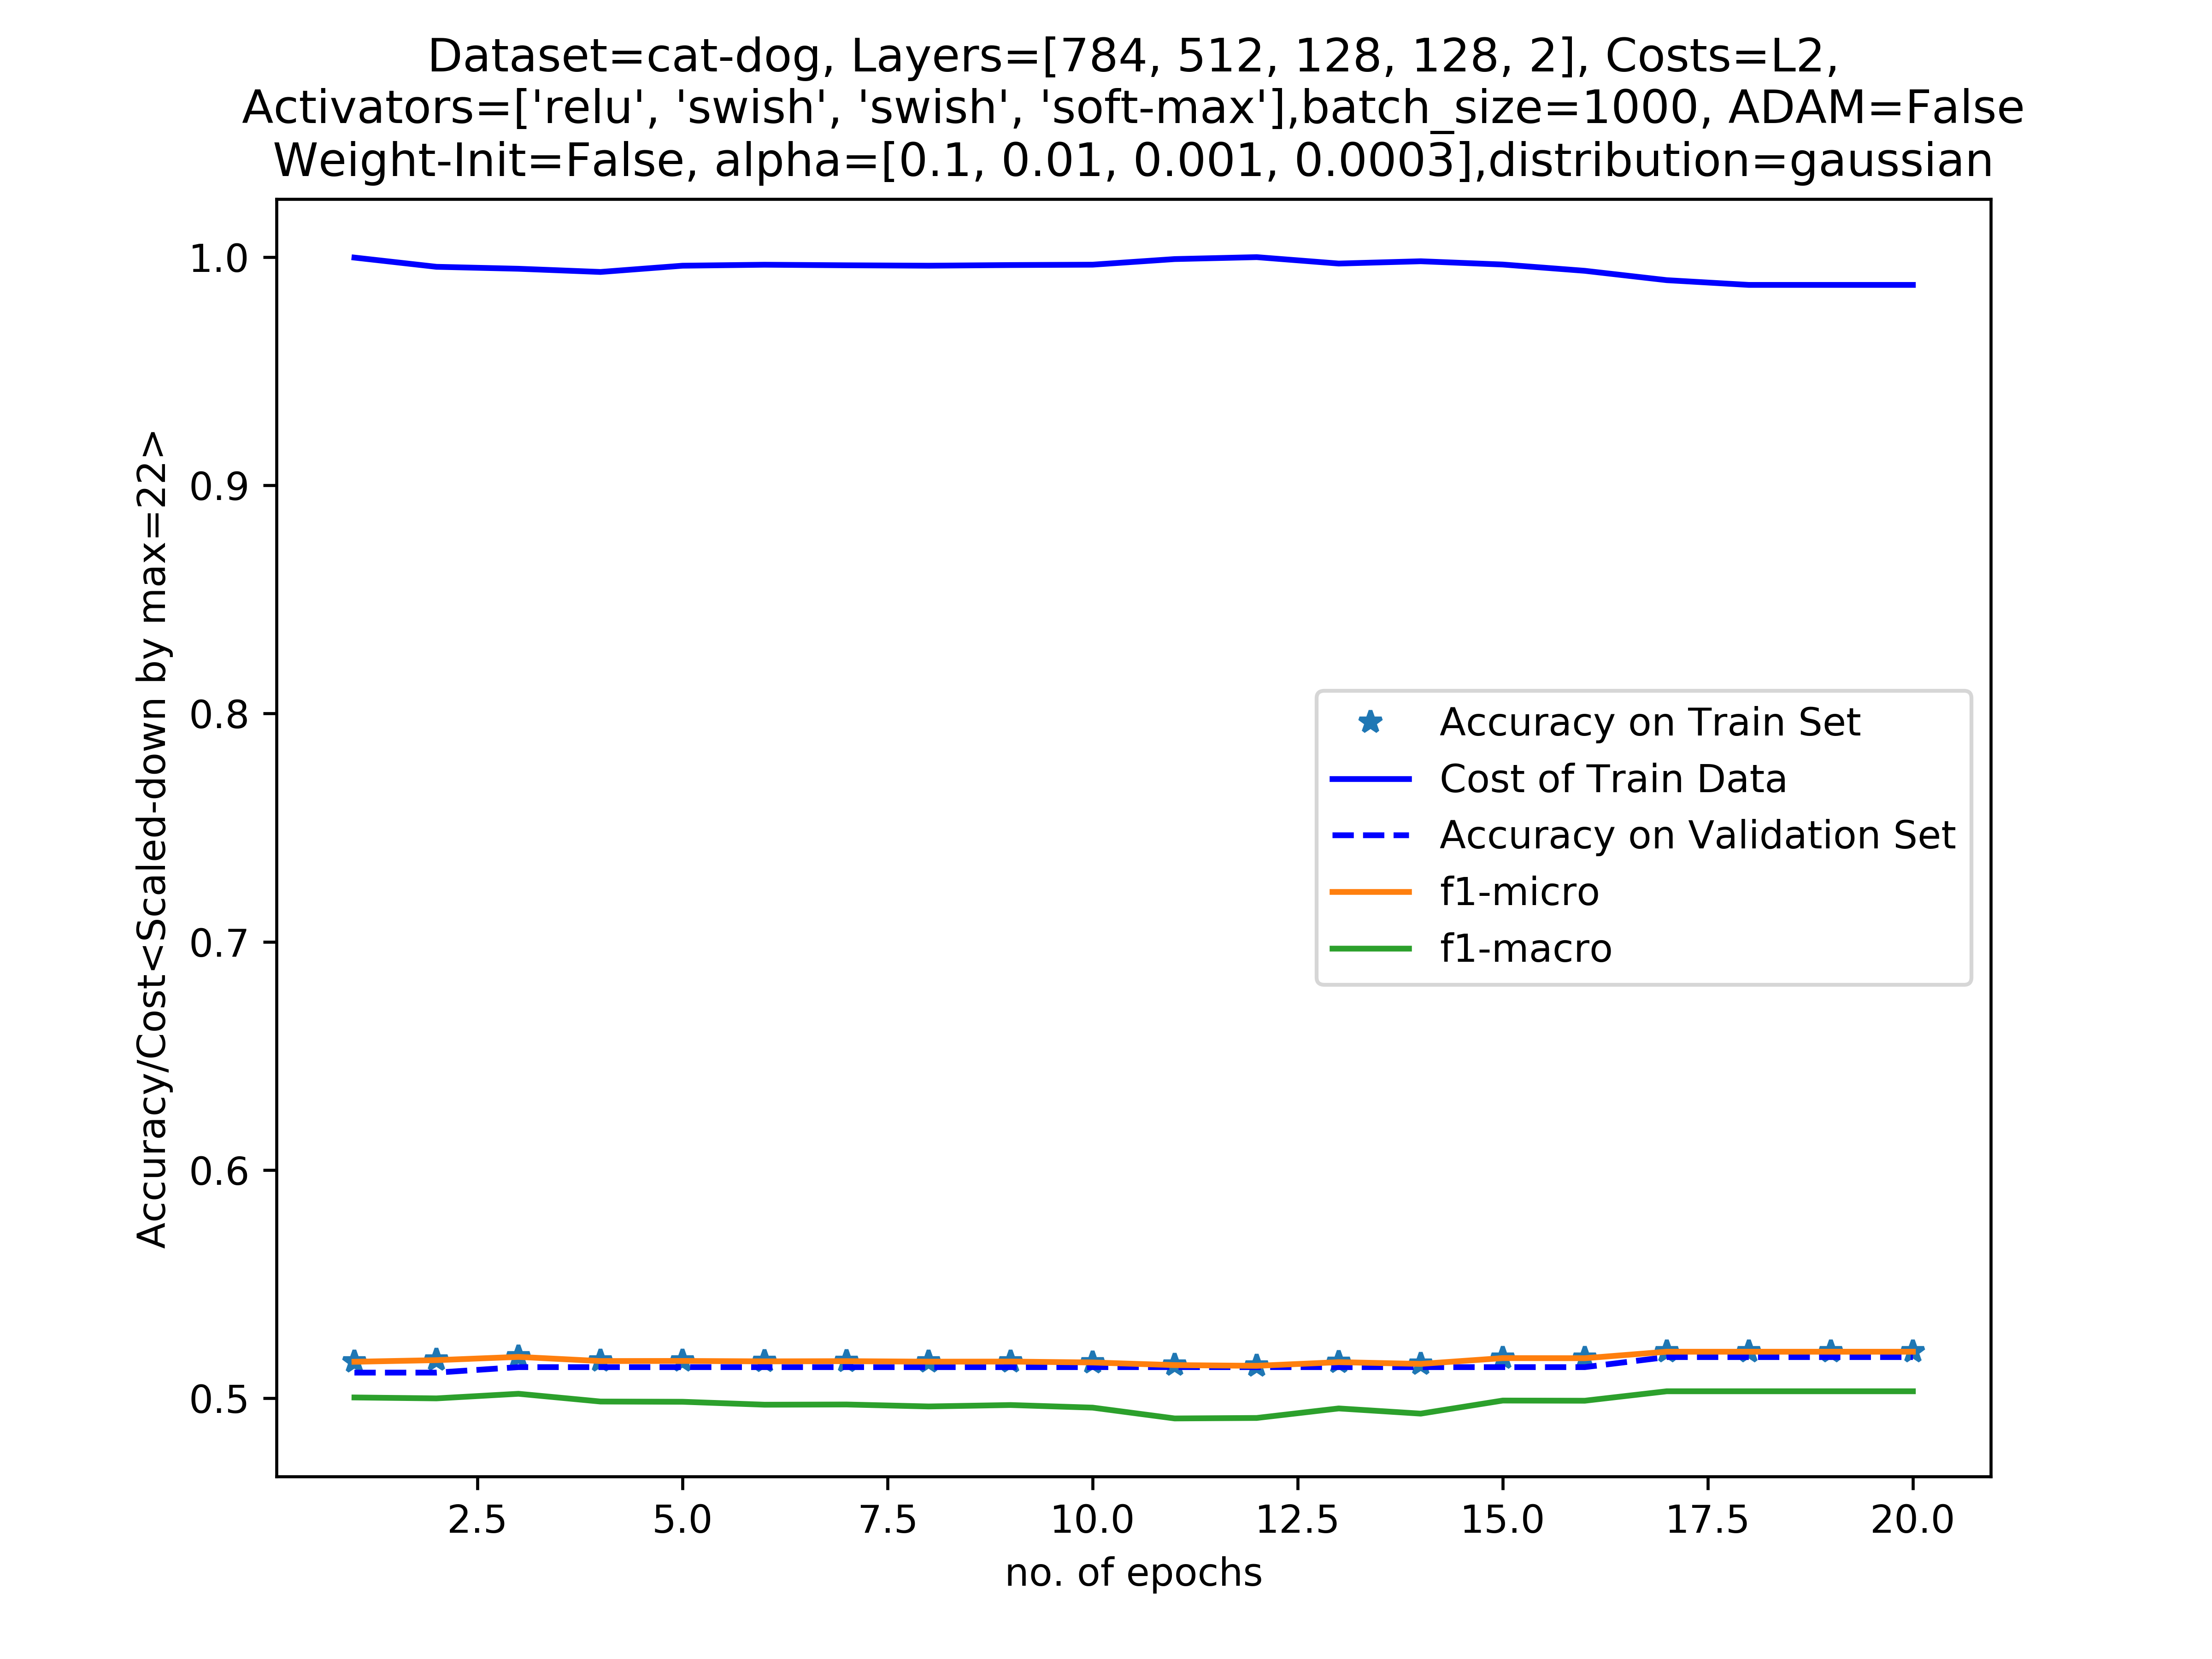 Dataset=cat-dog, Layers=[784, 512, 128, 128, 2], Costs=L2,
Activators=['relu', 'swish', 'swish', 'soft-max'],batch_size=1000, ADAM=False
Weight-Init=False, alpha=[0.1, 0.01, 0.001, 0.0003],distribution=gaussian
Accuracy/Cost<Scaled-down by max=22>
1.0
0.9
0.8
0.7
0.6
0.5
Accuracy on Train Set
Cost of Train Data
Accuracy on Validation Set
f1-micro
f1-macro
2.5 5.0 7.5 10.0 12.5 15.0 17.5 20.0
no. of epochs